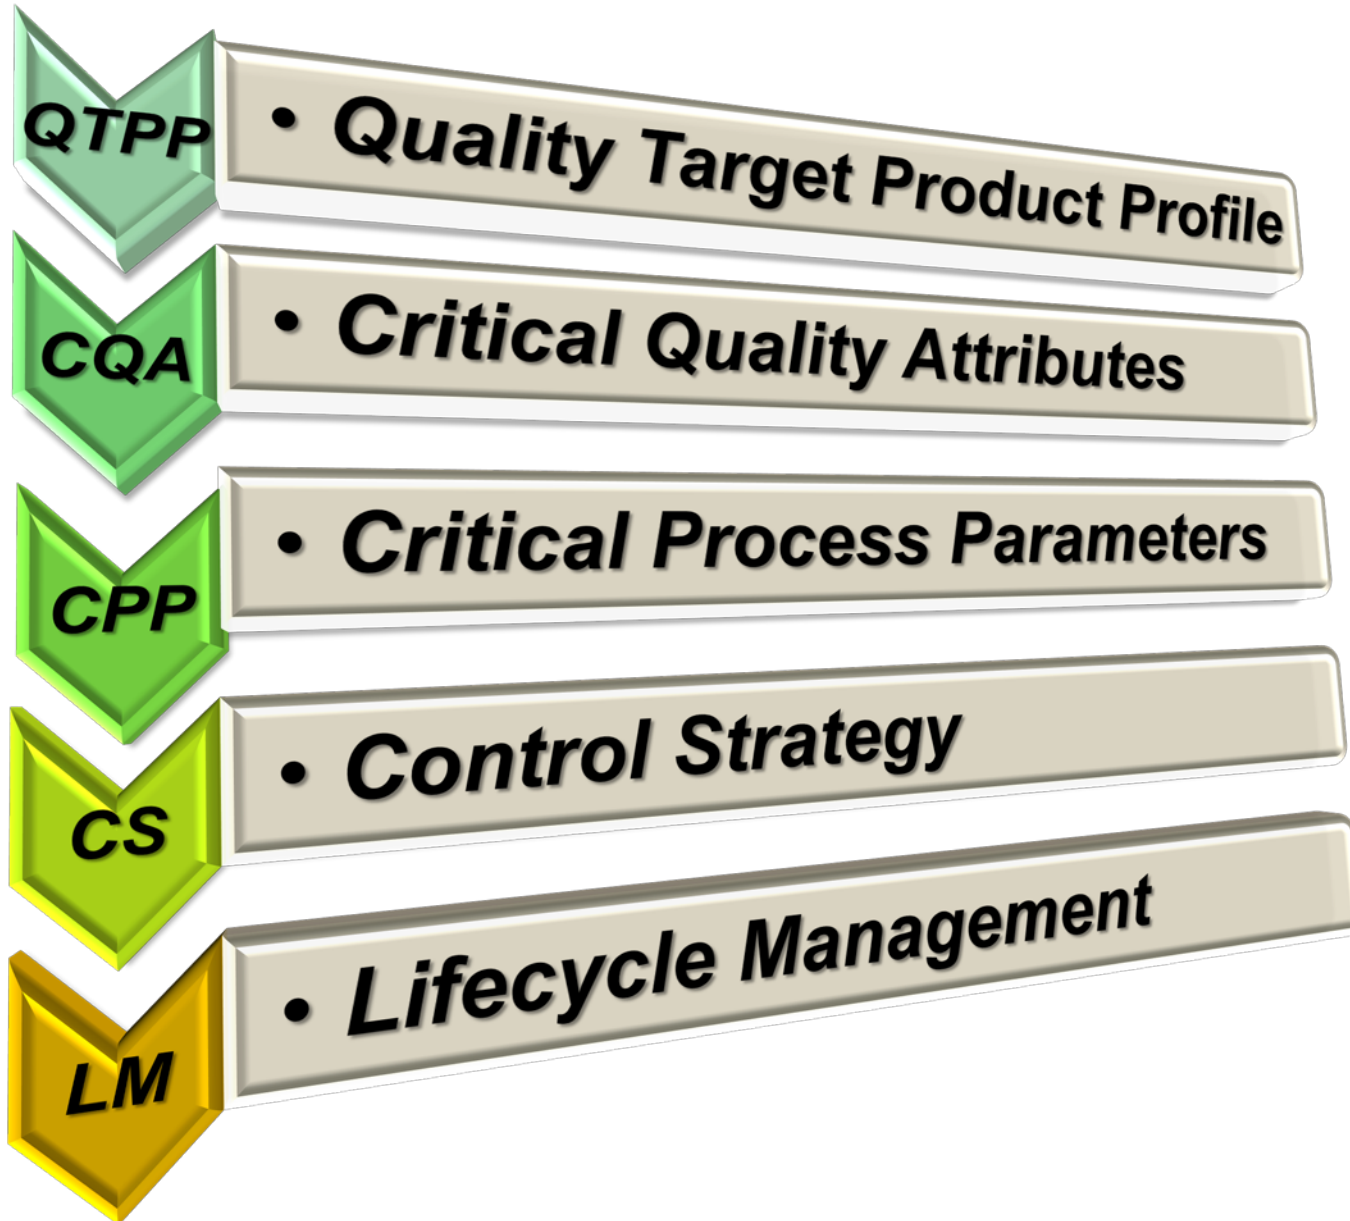 QTPP
• Quality Target Product Profile
CQA
• Critical Quality Attributes
CPP
• Critical Process Parameters
CS
• Control Strategy
LM
• Lifecycle Management